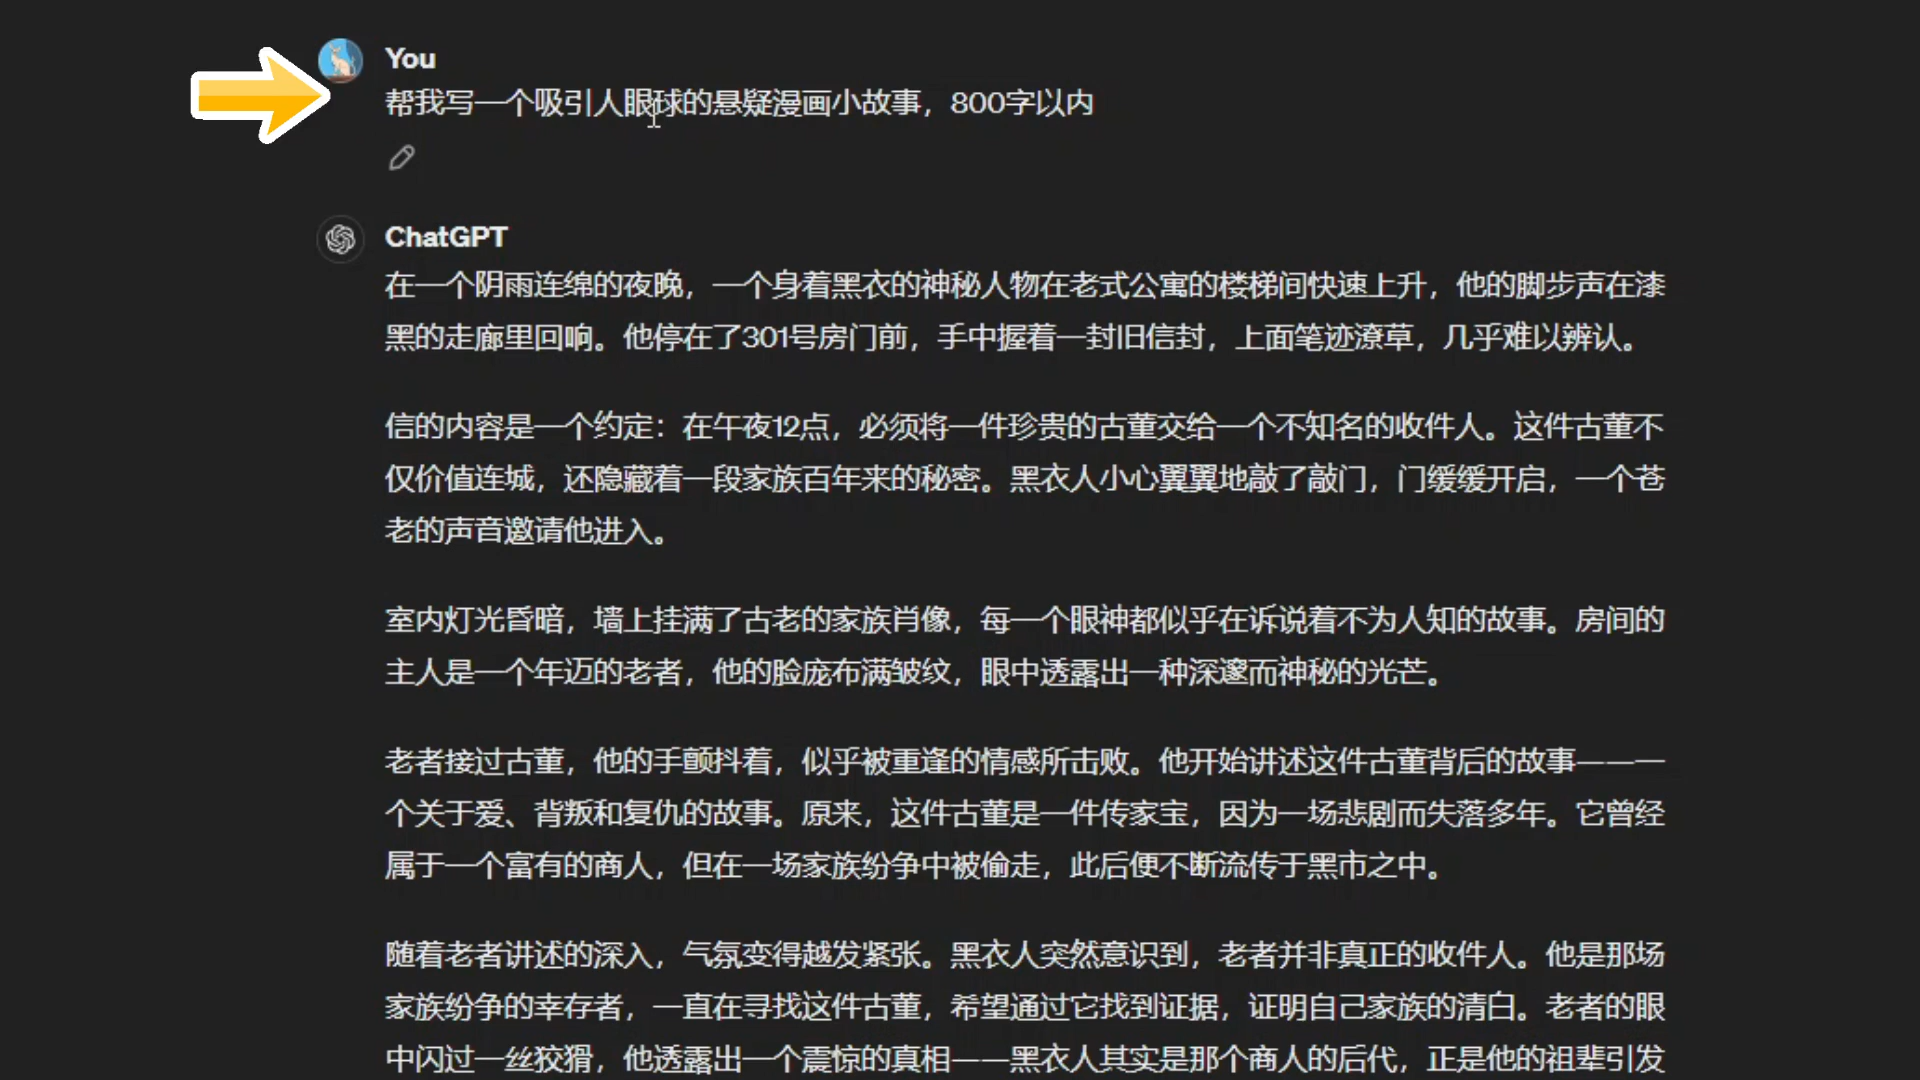 You
帮我写一个吸引人眼球的悬疑漫画小故事，800字以内
ChatGPT
在一个阴雨连绵的夜晚，一个身着黑衣的神秘人物在老式公寓的楼梯间快速上升，他的脚步声在漆
黑的走廊里回响。他停在了301号房门前，手中握着一封旧信封，上面笔迹潦草，几乎难以辨认。
信的内容是一个约定：在午夜12点，必须将一件珍贵的古董交给一个不知名的收件人。这件古董不
仅价值连城，还隐藏着一段家族百年来的秘密。黑衣人小心翼翼地敲了敲门，门缓缓开启，一个苍
老的声音邀请他进入。
室内灯光昏暗，墙上挂满了古老的家族肖像，每一个眼神都似乎在诉说着不为人知的故事。房间的
主人是一个年迈的老者，他的脸庞布满皱纹，眼中透露出一种深邃而神秘的光芒。
老者接过古董，他的手颤抖着，似乎被重逢的情感所击败。他开始讲述这件古董背后的故事——一
个关于爱、背叛和复仇的故事。原来，这件古董是一件传家宝，因为一场悲剧而失落多年。它曾经
属于一个富有的商人，但在一场家族纷争中被偷走，此后便不断流传于黑市之中。
随着老者讲述的深入，气氛变得越发紧张。黑衣人突然意识到，老者并非真正的收件人。他是那场
家族纷争的幸存者，一直在寻找这件古董，希望通过它找到证据，证明自己家族的清白。老者的眼
中闪过一丝狡猾，他透露出一个震惊的真相——黑衣人其实是那个商人的后代，正是他的祖辈引发